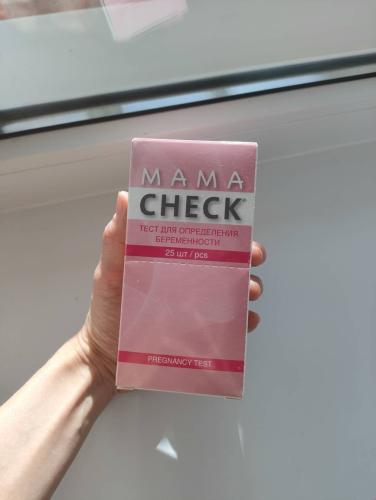 MAMA
CHECK®
ТЕСТ ДЛЯ ОПРЕДЕЛЕНИЯ
БЕРЕМЕННОСТИ
25 шт / pcs
PREGNANCY TEST